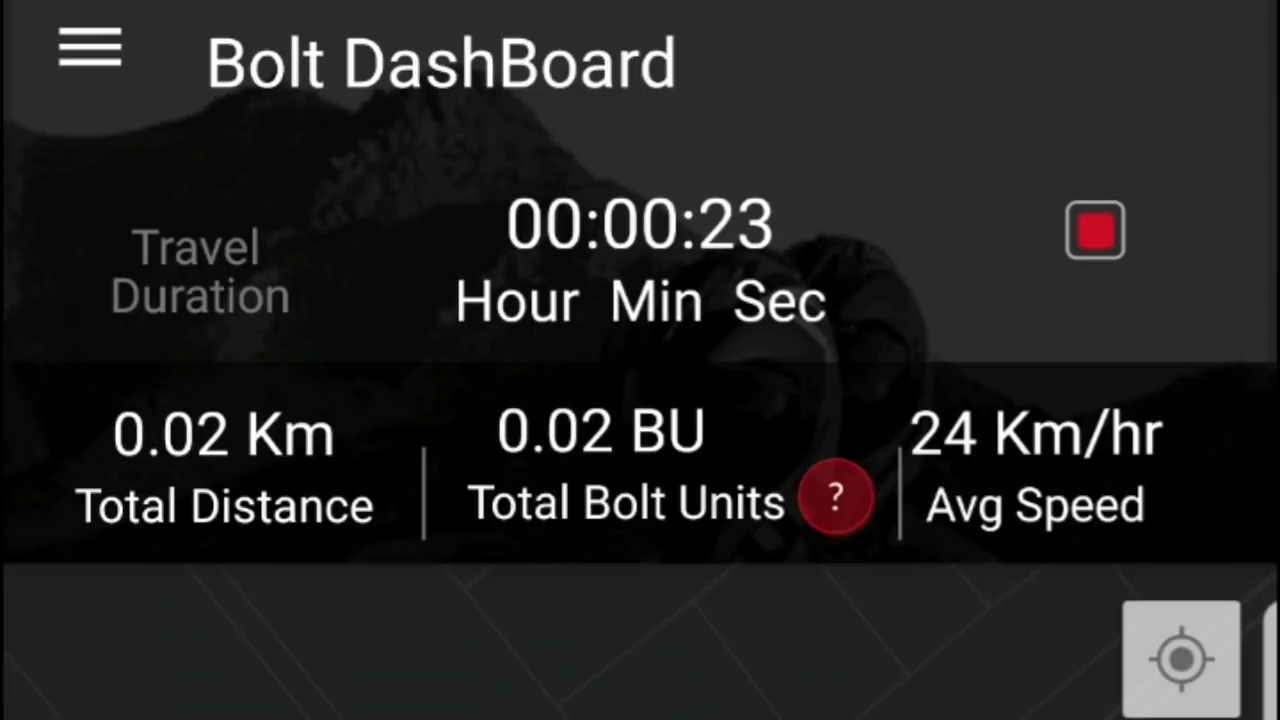 Bolt DashBoard
00:00:23
Travel
Duration
Hour Min Sec
0.02 Km
0.02 BU
24 Km/hr
Total Distance
Total Bolt Units
?
Avg Speed